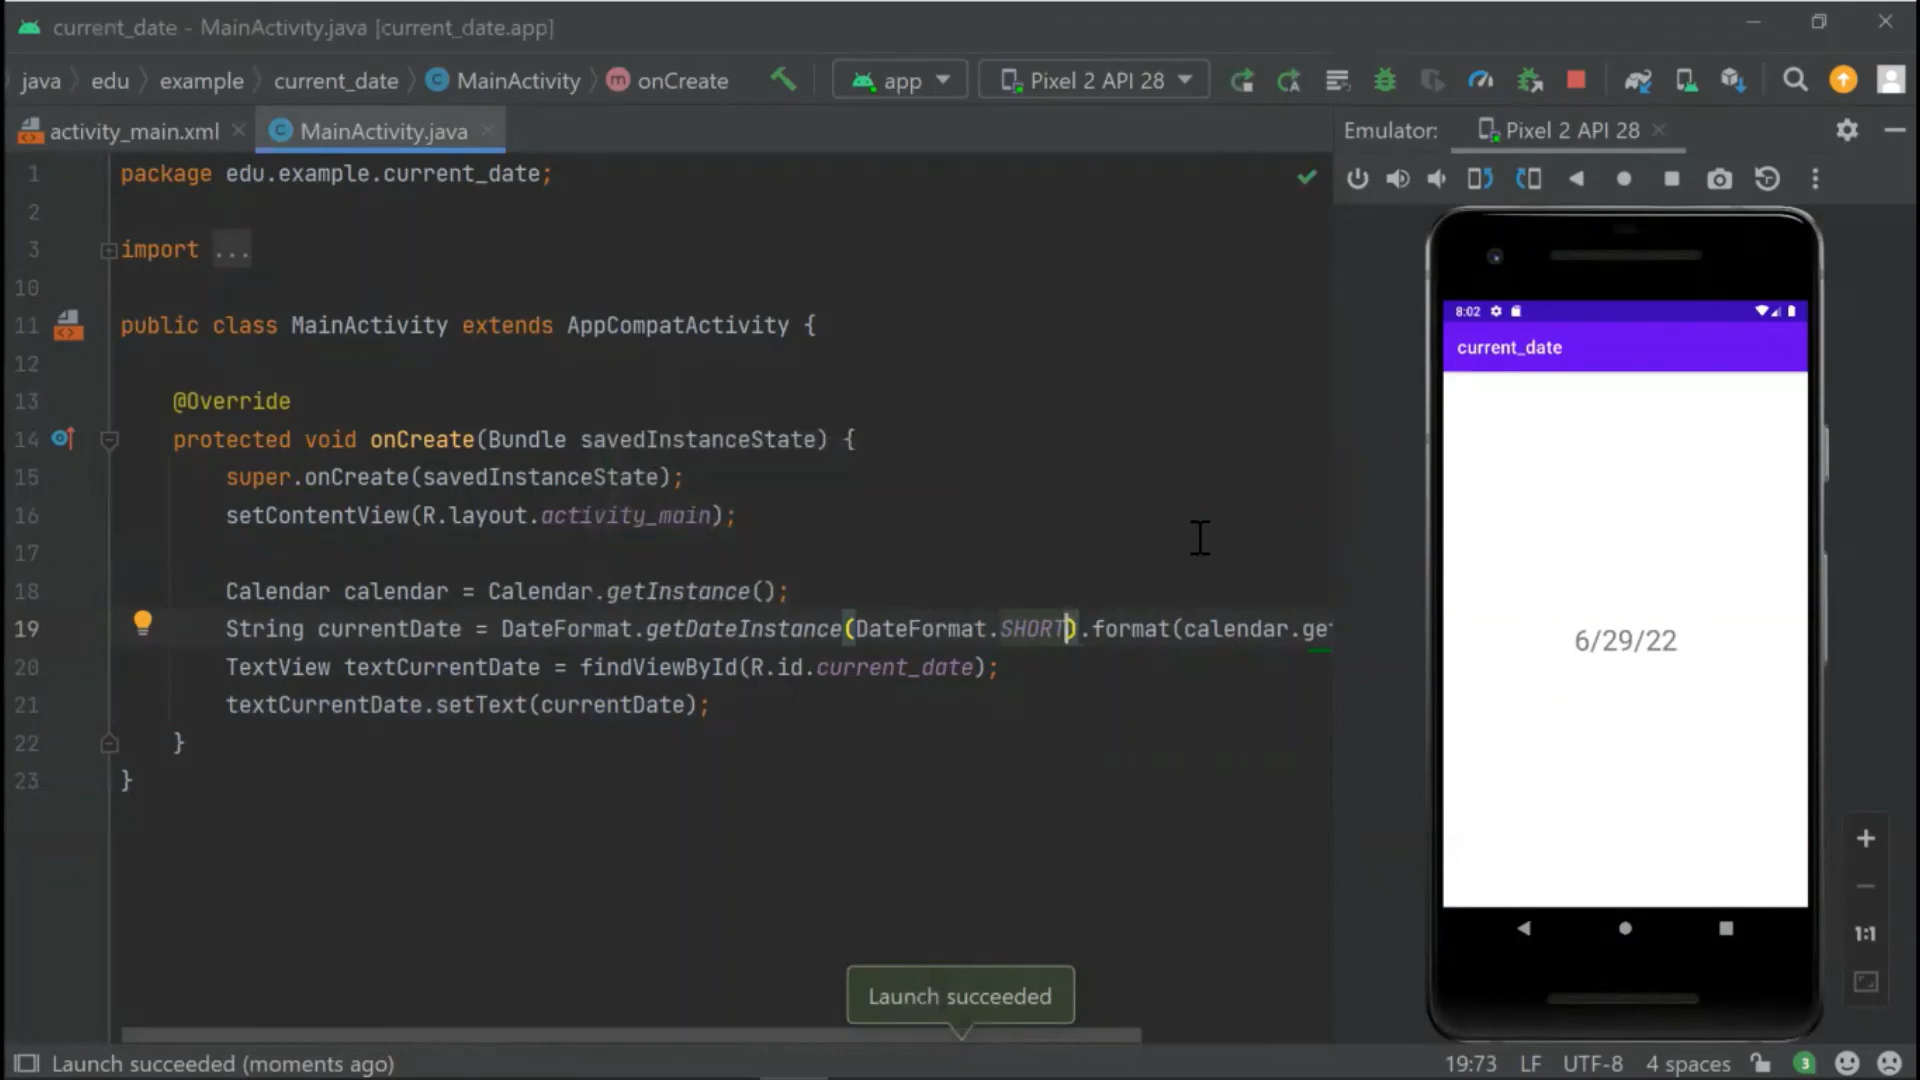 current_date - MainActivity.java [current_date.app]
java edu example current_date C MainActivity m onCreate app Pixel 2 API 28
activity_main.xml C MainActivity.java
Emulator: Pixel 2 API 28
1 package edu.example.current_date;
2
3 import ...
10
11 public class MainActivity extends AppCompatActivity {
12
13 @Override
14 protected void onCreate(Bundle savedInstanceState) {
15 super.onCreate(savedInstanceState);
16 setContentView(R.layout.activity_main);
17
18 Calendar calendar = Calendar.getInstance();
19 String currentDate = DateFormat.getDateInstance(DateFormat.SHORT).format(calendar.get
20 TextView textCurrentDate = findViewById(R.id.current_date);
21 textCurrentDate.setText(currentDate);
22 }
23 }
8:02
current_date
6/29/22
1:1
Launch succeeded
Launch succeeded (moments ago)
19:73 LF UTF-8 4 spaces 3